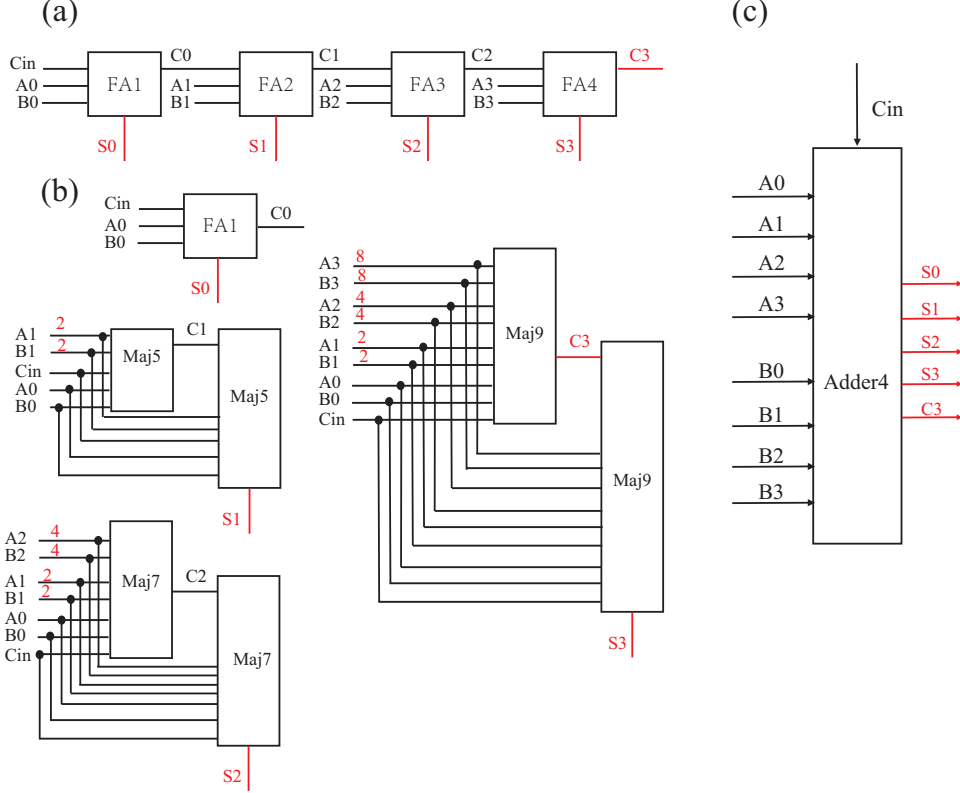 (a)
Cin
A0
B0
FA1
C0
S0
A1
B1
FA2
C1
S1
A2
B2
FA3
C2
S2
A3
B3
FA4
C3
S3
(b)
Cin
A0
B0
FA1
C0
S0
A1 2
B1 2
Cin
A0
B0
Maj5
C1
Maj5
S1
A2 4
B2 4
A1 2
B1 2
A0
B0
Cin
Maj7
C2
Maj7
S2
A3 8
B3 8
A2 4
B2 4
A1 2
B1 2
A0
B0
Cin
Maj9
C3
Maj9
S3
(c)
Cin
A0
A1
A2
A3
B0
B1
B2
B3
Adder4
S0
S1
S2
S3
C3